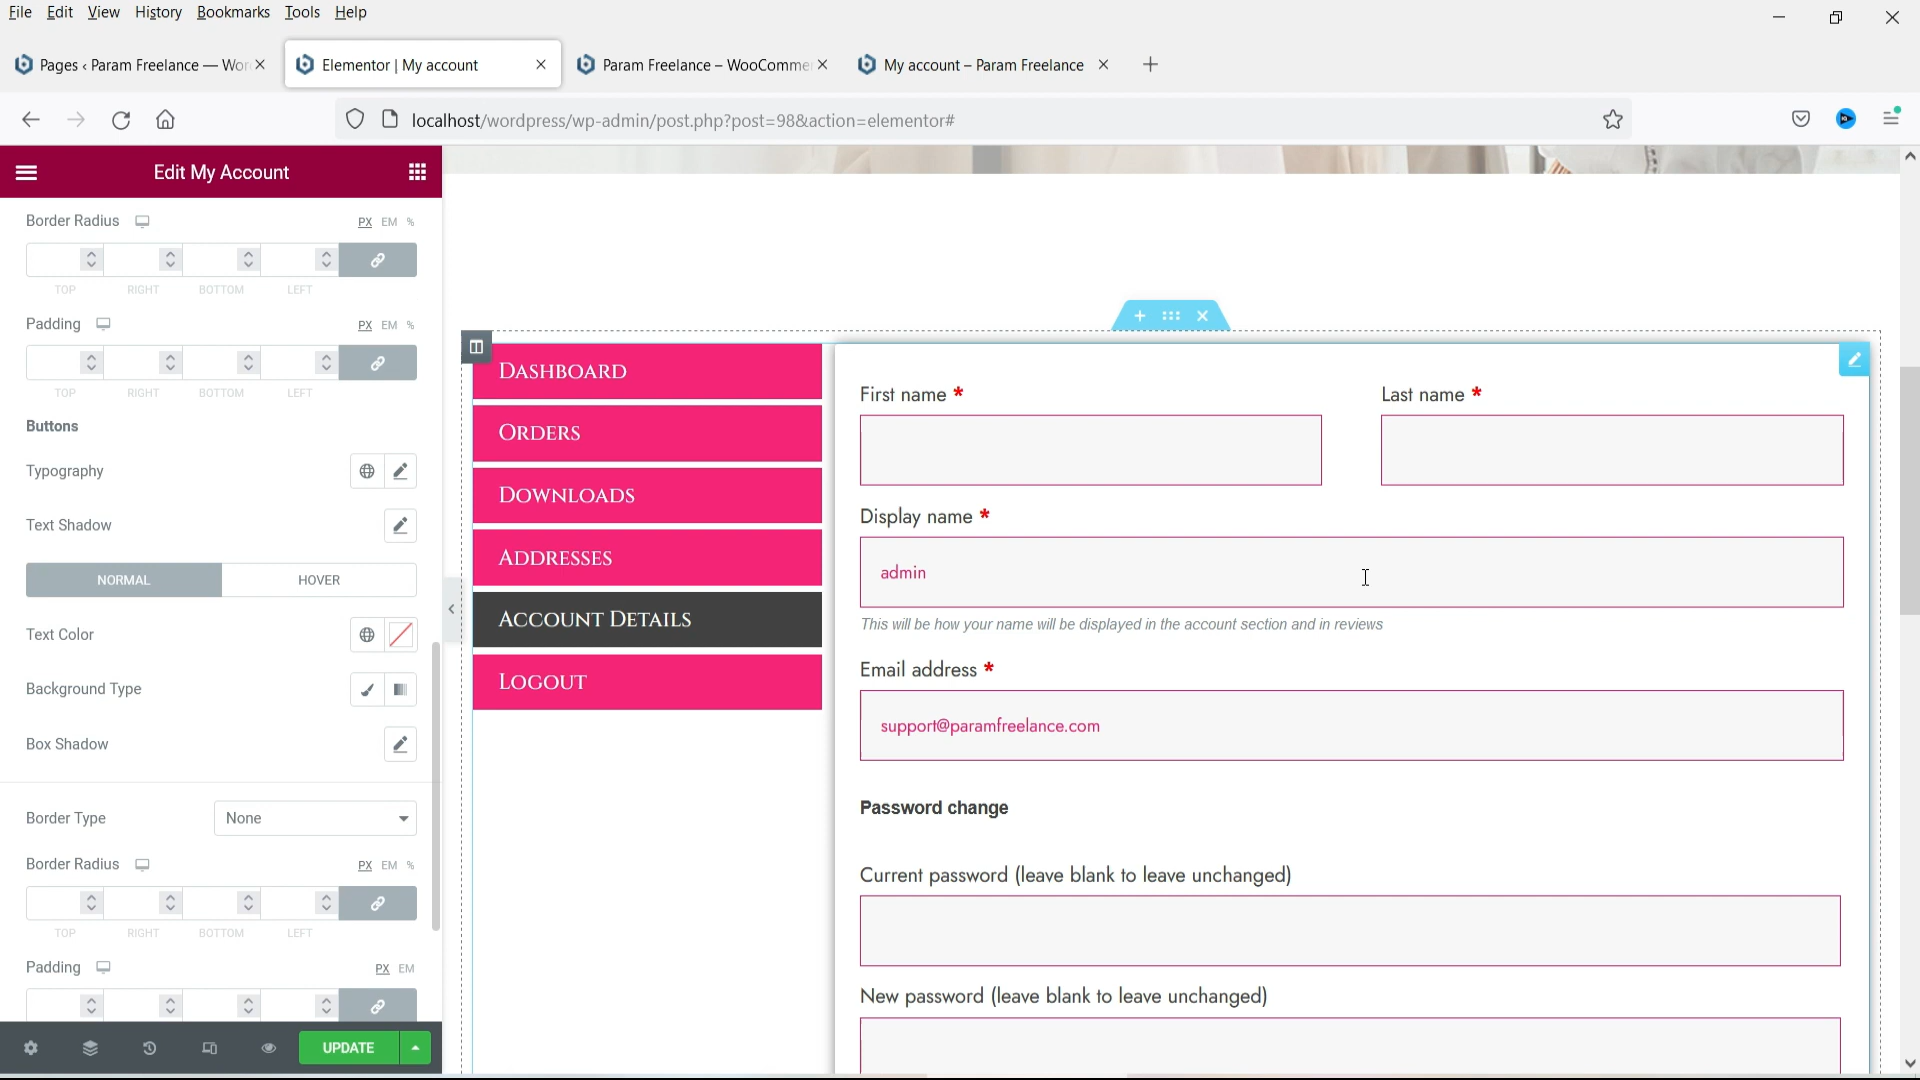 File Edit View History Bookmarks Tools Help
Pages ‹ Param Freelance — Wor
Elementor | My account
Param Freelance – WooComme
My account – Param Freelance
localhost/wordpress/wp-admin/post.php?post=98&action=elementor#
Edit My Account
Border Radius PX EM %
TOP RIGHT BOTTOM LEFT
Padding PX EM %
TOP RIGHT BOTTOM LEFT
Buttons
Typography
Text Shadow
NORMAL HOVER
Text Color
Background Type
Box Shadow
Border Type None
Border Radius PX EM %
TOP RIGHT BOTTOM LEFT
Padding PX EM
UPDATE
Dashboard
Orders
Downloads
Addresses
Account Details
Logout
First name * Last name *
Display name *
admin
This will be how your name will be displayed in the account section and in reviews
Email address *
support@paramfreelance.com
Password change
Current password (leave blank to leave unchanged)
New password (leave blank to leave unchanged)